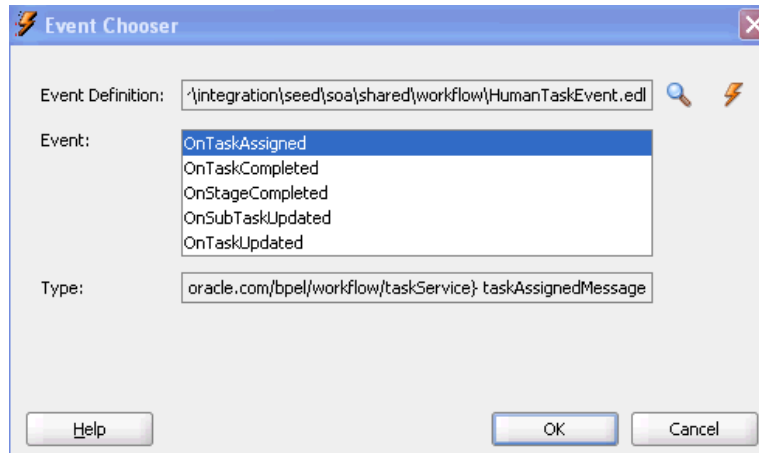 Event Chooser
Event Definition: \integration\seed\soa\shared\workflow\HumanTaskEvent.edl
Event:
OnTaskAssigned
OnTaskCompleted
OnStageCompleted
OnSubTaskUpdated
OnTaskUpdated
Type: oracle.com/bpel/workflow/taskService} taskAssignedMessage
Help OK Cancel